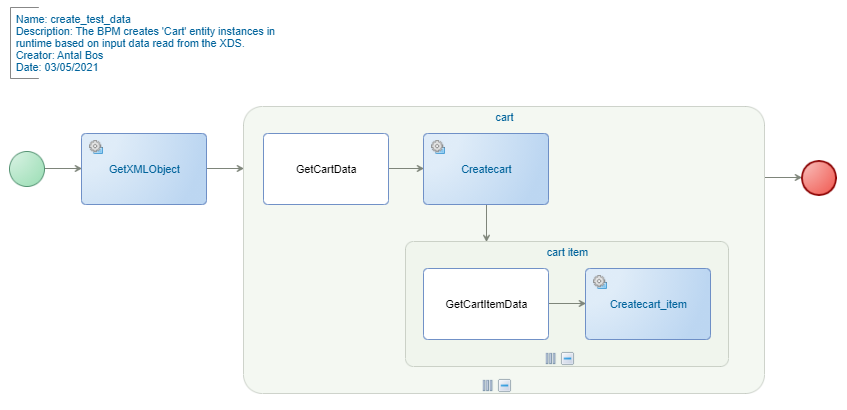 Name: create_test_data
Description: The BPM creates 'Cart' entity instances in
runtime based on input data read from the XDS.
Creator: Antal Bos
Date: 03/05/2021
cart
GetXMLObject
GetCartData
Createcart
cart item
GetCartItemData
Createcart_item